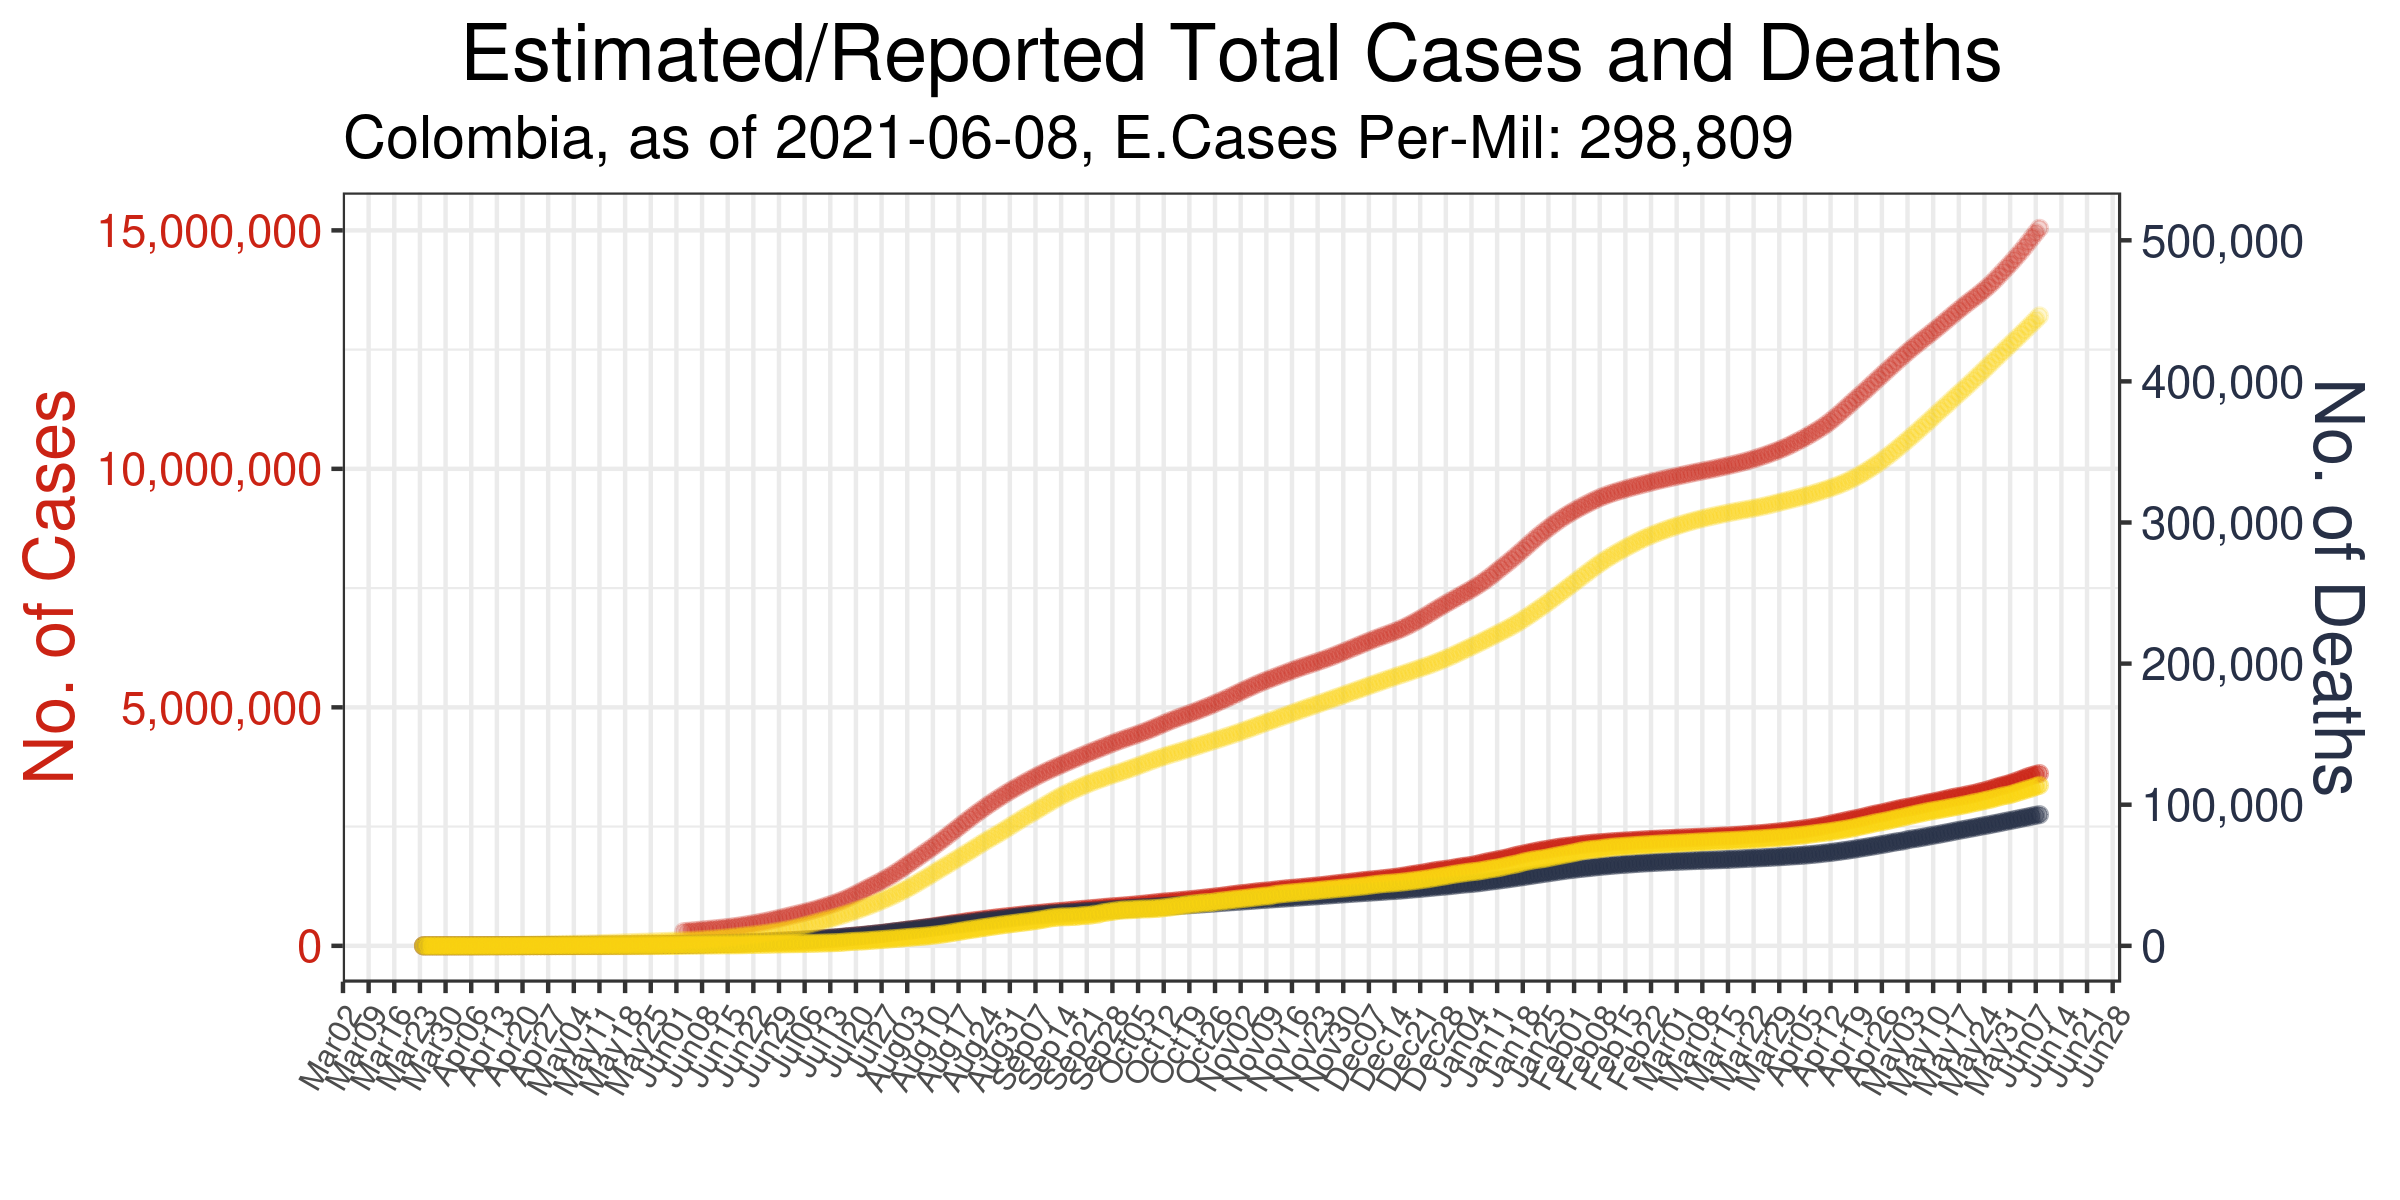 Estimated/Reported Total Cases and Deaths
Colombia, as of 2021-06-08, E.Cases Per-Mil: 298,809
No. of Cases
15,000,000
10,000,000
5,000,000
0
500,000
400,000
300,000
200,000
100,000
0
No. of Deaths
Mar02
Mar09
Mar16
Mar23
Mar30
Apr06
Apr13
Apr20
Apr27
May04
May11
May18
May25
Jun01
Jun08
Jun15
Jun22
Jun29
Jul06
Jul13
Jul20
Jul27
Aug03
Aug10
Aug17
Aug24
Aug31
Sep07
Sep14
Sep21
Sep28
Oct05
Oct12
Oct19
Oct26
Nov02
Nov09
Nov16
Nov23
Nov30
Dec07
Dec14
Dec21
Dec28
Jan04
Jan11
Jan18
Jan25
Feb01
Feb08
Feb15
Feb22
Mar01
Mar08
Mar15
Mar22
Mar29
Apr05
Apr12
Apr19
Apr26
May03
May10
May17
May24
May31
Jun07
Jun14
Jun21
Jun28